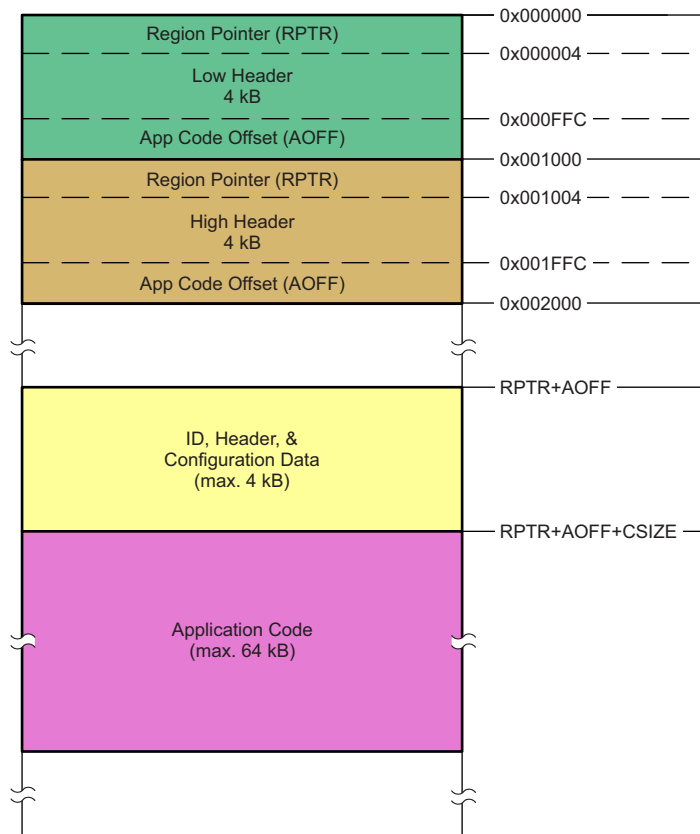 Region Pointer (RPTR)
Low Header
4 kB
App Code Offset (AOFF)
Region Pointer (RPTR)
High Header
4 kB
App Code Offset (AOFF)
ID, Header, &
Configuration Data
(max. 4 kB)
Application Code
(max. 64 kB)
0x000000
0x000004
0x000FFC
0x001000
0x001004
0x001FFC
0x002000
RPTR+AOFF
RPTR+AOFF+CSIZE